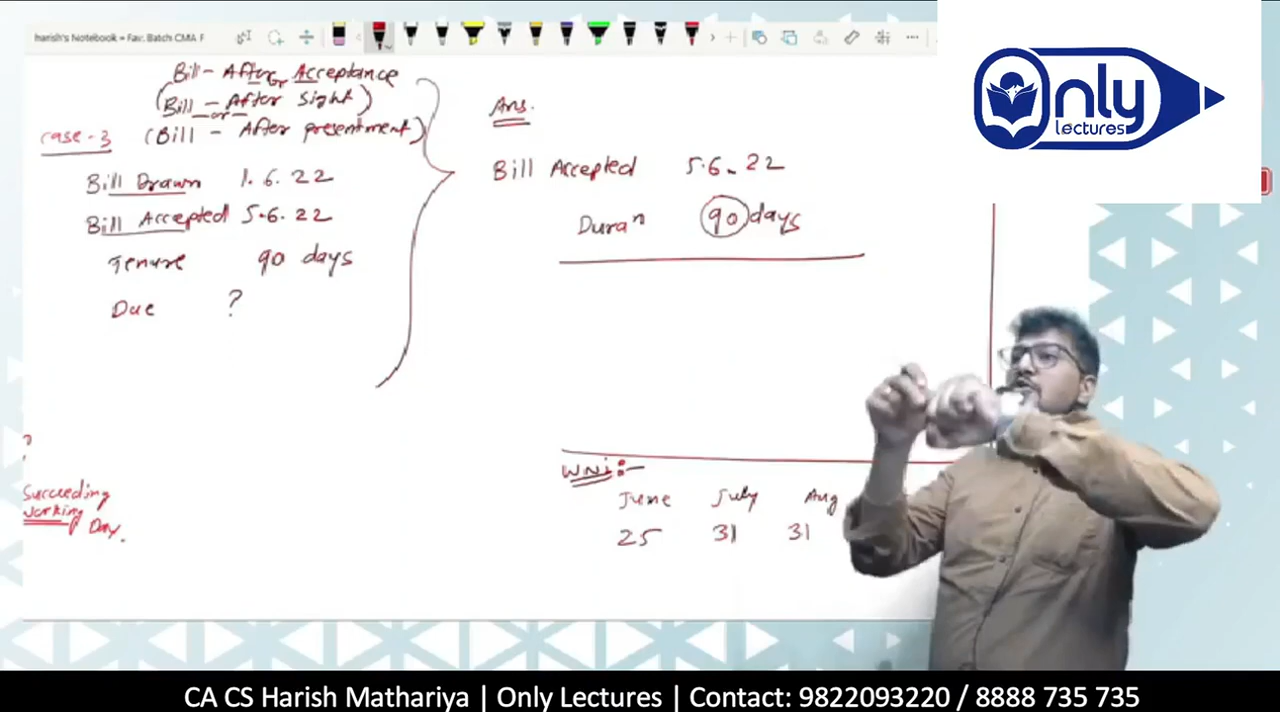 harish's Notebook = Fav. Batch CMA F
Bill - After Acceptance
or
(Bill - After sight)
- or -
case - 3 (Bill - After presentment)
Bill Drawn 1.6.22
Bill Accepted 5.6.22
Tenure 90 days
Due ?
Succeeding
working
Day.
Ans.
Bill Accepted 5.6.22
Duraⁿ 90 days
WNi :-
June July Aug
25 31 31
Only
lectures
CA CS Harish Mathariya | Only Lectures | Contact: 9822093220 / 8888 735 735